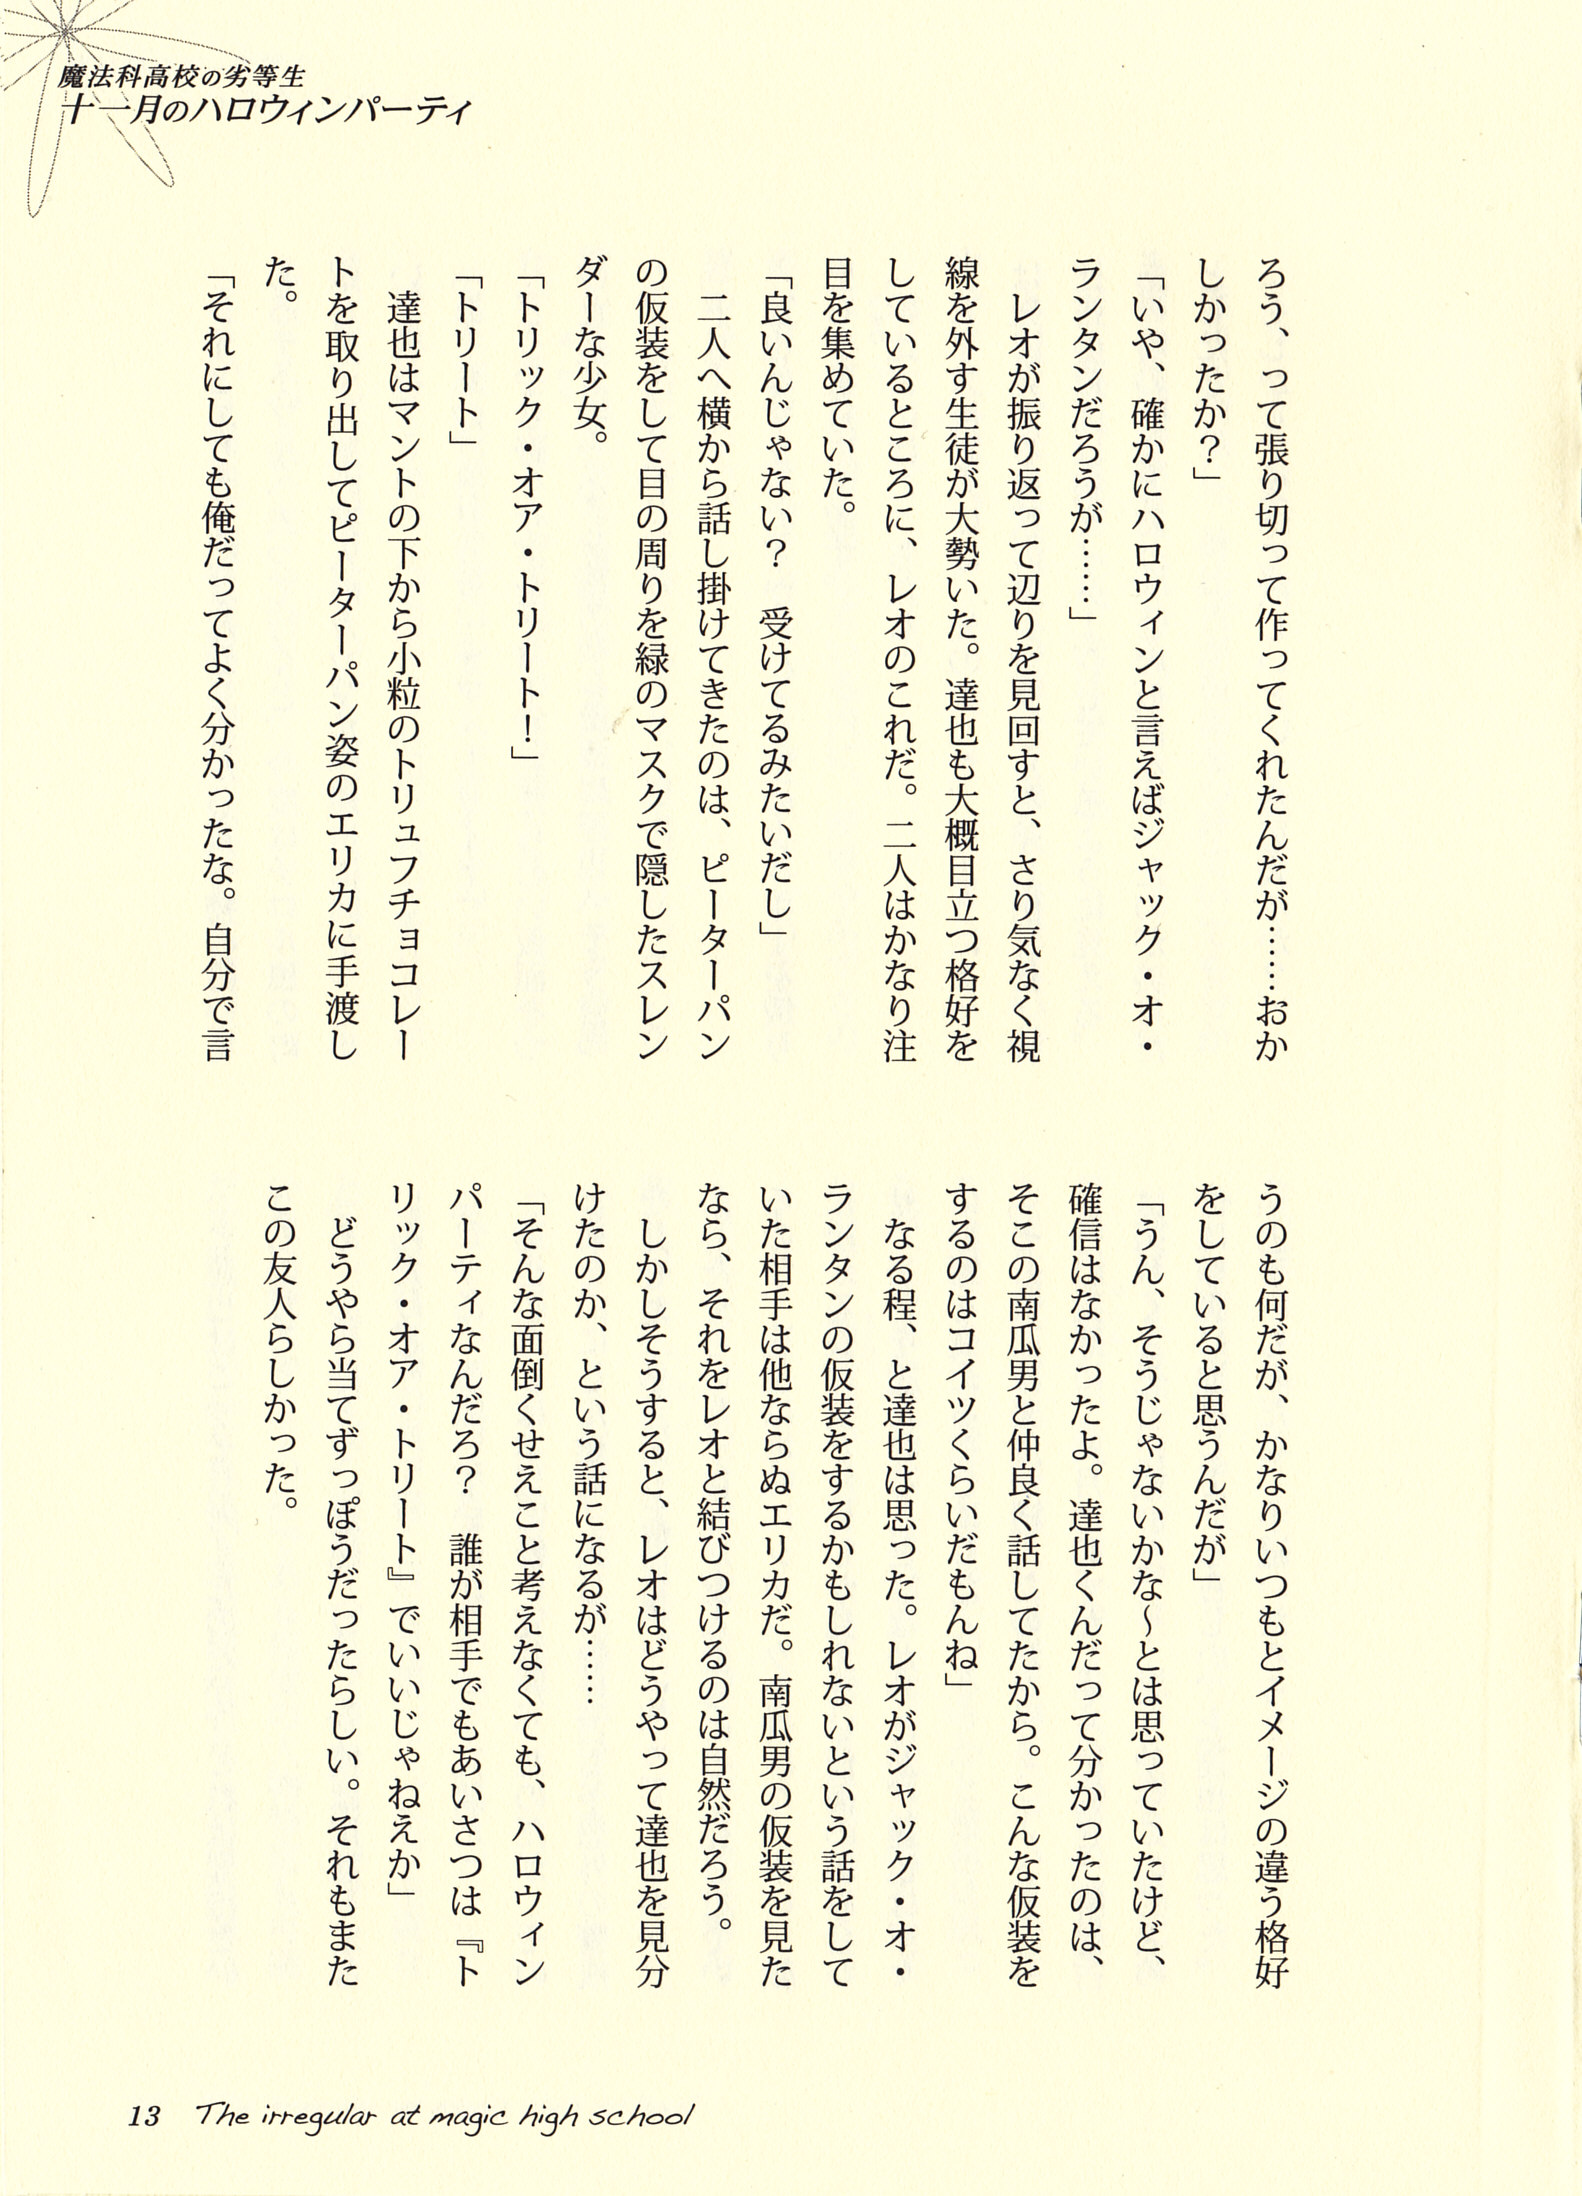 魔法科高校の劣等生
十一月のハロウィンパーティ
ろう、って張り切って作ってくれたんだが……おか
しかったか？」
「いや、確かにハロウィンと言えばジャック・オ・
ランタンだろうが……」
レオが振り返って辺りを見回すと、さり気なく視
線を外す生徒が大勢いた。達也も大概目立つ格好を
しているところに、レオのこれだ。二人はかなり注
目を集めていた。
「良いんじゃない？　受けてるみたいだし」
二人へ横から話し掛けてきたのは、ピーターパン
の仮装をして目の周りを緑のマスクで隠したスレン
ダーな少女。
「トリック・オア・トリート！」
「トリート」
達也はマントの下から小粒のトリュフチョコレー
トを取り出してピーターパン姿のエリカに手渡し
た。
「それにしても俺だってよく分かったな。自分で言
うのも何だが、かなりいつもとイメージの違う格好
をしていると思うんだが」
「うん、そうじゃないかな～とは思っていたけど、
確信はなかったよ。達也くんだって分かったのは、
そこの南瓜男と仲良く話してたから。こんな仮装を
するのはコイツくらいだもんね」
なる程、と達也は思った。レオがジャック・オ・
ランタンの仮装をするかもしれないという話をして
いた相手は他ならぬエリカだ。南瓜男の仮装を見た
なら、それをレオと結びつけるのは自然だろう。
しかしそうすると、レオはどうやって達也を見分
けたのか、という話になるが……
「そんな面倒くせえこと考えなくても、ハロウィン
パーティなんだろ？　誰が相手でもあいさつは『ト
リック・オア・トリート』でいいじゃねえか」
どうやら当てずっぽうだったらしい。それもまた
この友人らしかった。
13 The irregular at magic high school